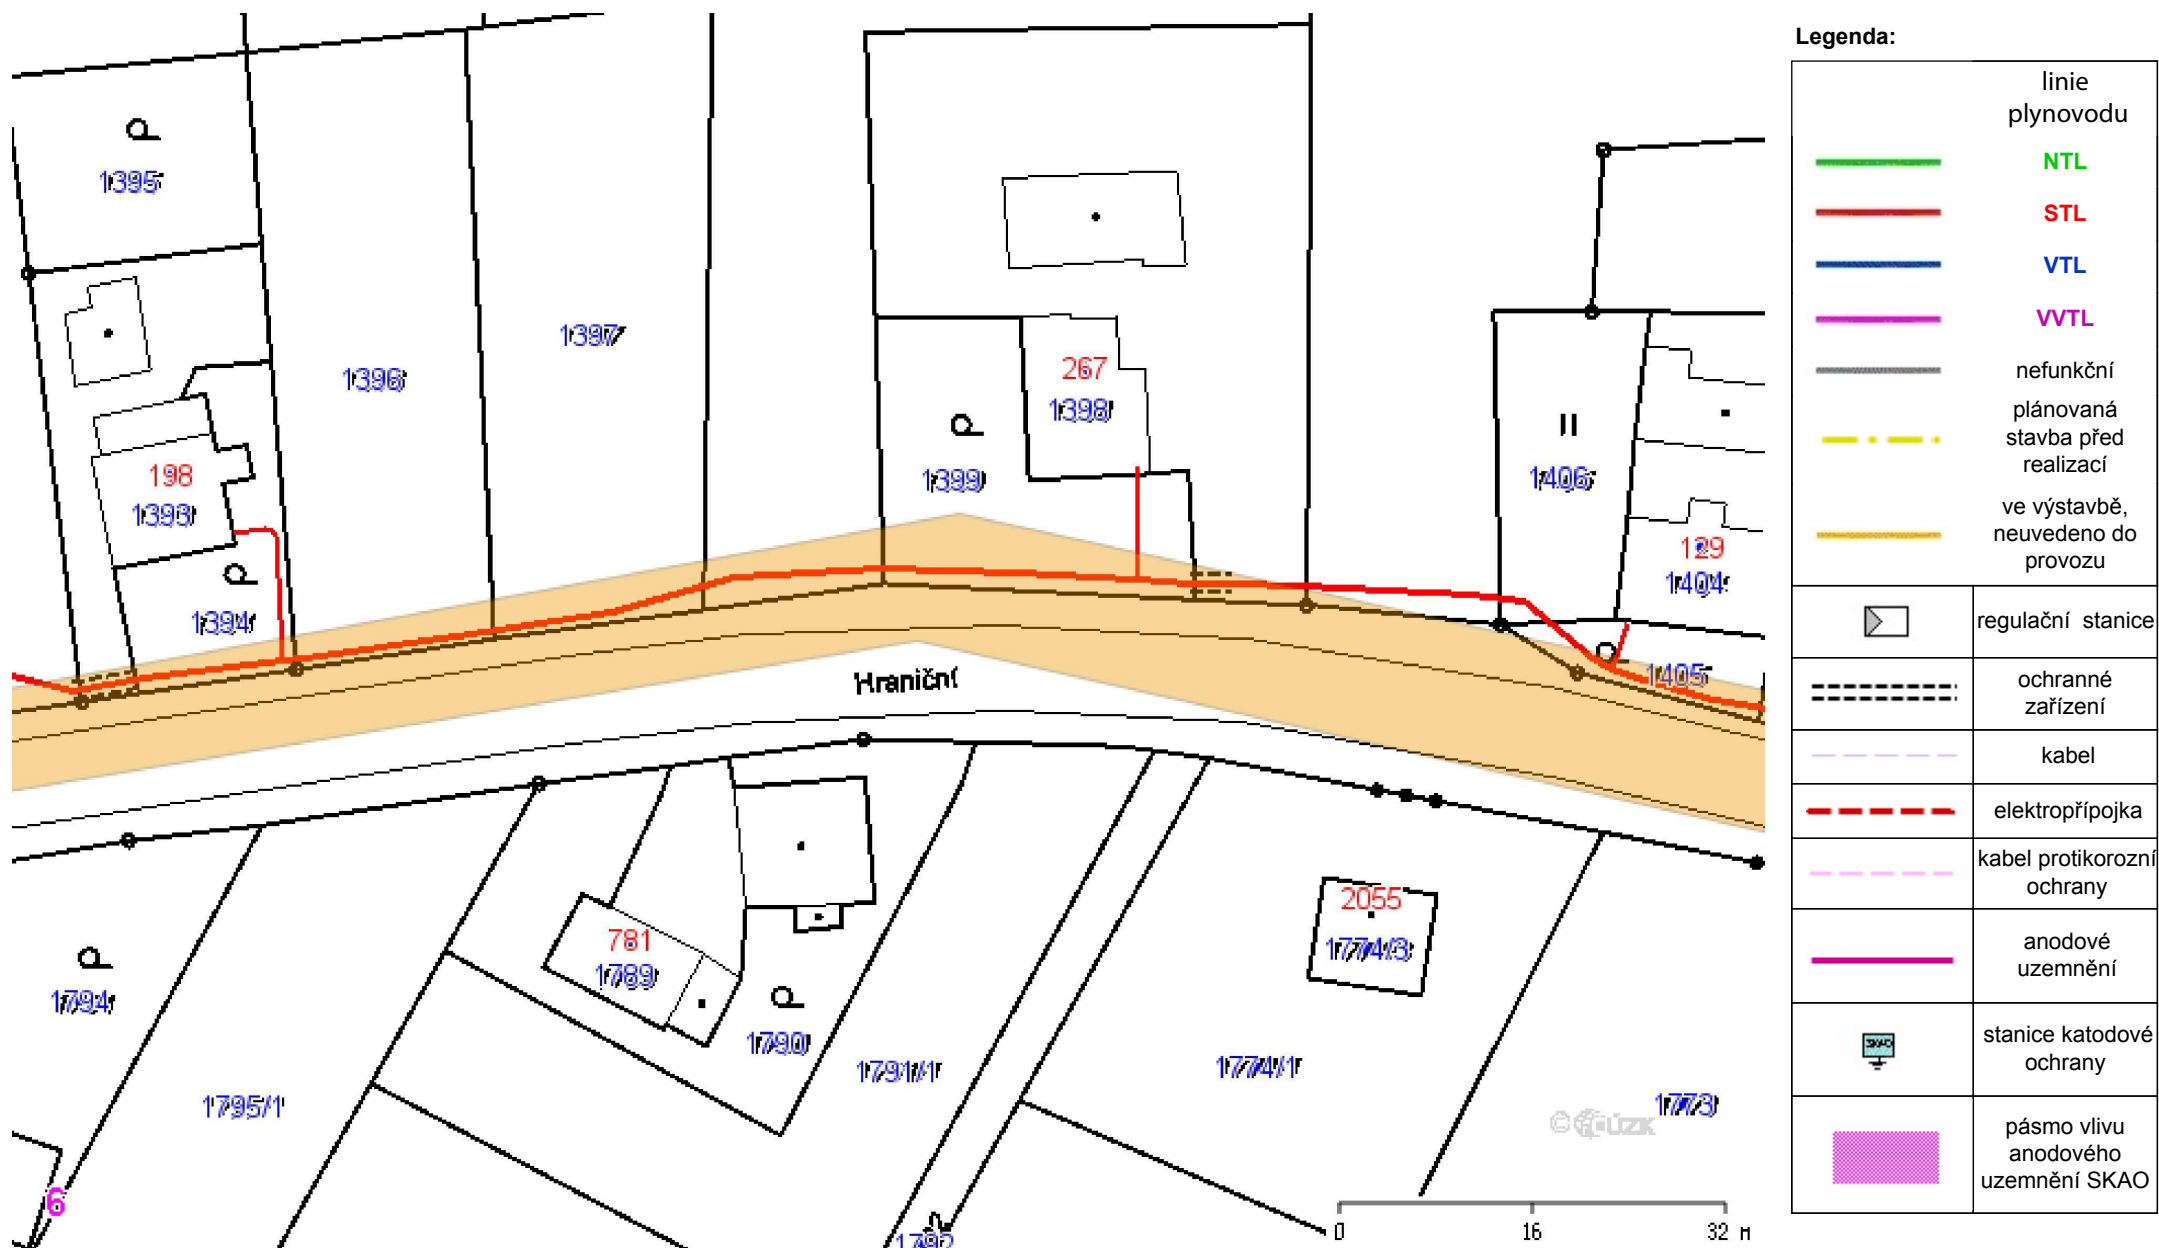 Legenda:
linie
plynovodu
NTL
STL
VTL
VVTL
nefunkční
plánovaná
stavba před
realizací
ve výstavbě,
neuvedeno do
provozu
regulační stanice
ochranné
zařízení
kabel
elektropřípojka
kabel protikorozní
ochrany
anodové
uzemnění
SKAO
stanice katodové
ochrany
pásmo vlivu
anodového
uzemnění SKAO
1395
1397
1396
267
1398
1399
1406
198
1393
129
1404
1394
1405
Hraniční
2055
1774/3
781
1789
1794
1790
1791/1
1774/1
1795/1
1773
© ČÚZK
6
1792
0 16 32 M